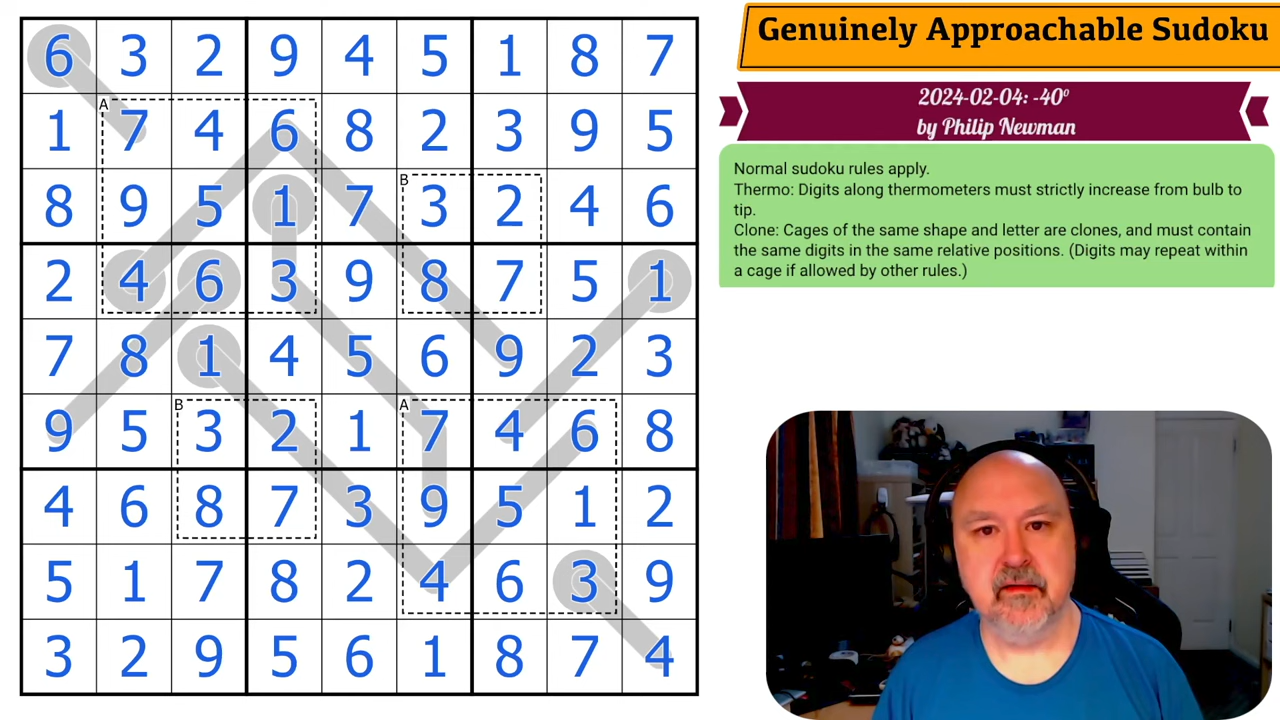 Genuinely Approachable Sudoku
2024-02-04: -40º
by Philip Newman
Normal sudoku rules apply.
Thermo: Digits along thermometers must strictly increase from bulb to
tip.
Clone: Cages of the same shape and letter are clones, and must contain
the same digits in the same relative positions. (Digits may repeat within
a cage if allowed by other rules.)
6 3 2 9 4 5 1 8 7
A
1 7 4 6 8 2 3 9 5
B
8 9 5 1 7 3 2 4 6
2 4 6 3 9 8 7 5 1
7 8 1 4 5 6 9 2 3
B A
9 5 3 2 1 7 4 6 8
4 6 8 7 3 9 5 1 2
5 1 7 8 2 4 6 3 9
3 2 9 5 6 1 8 7 4